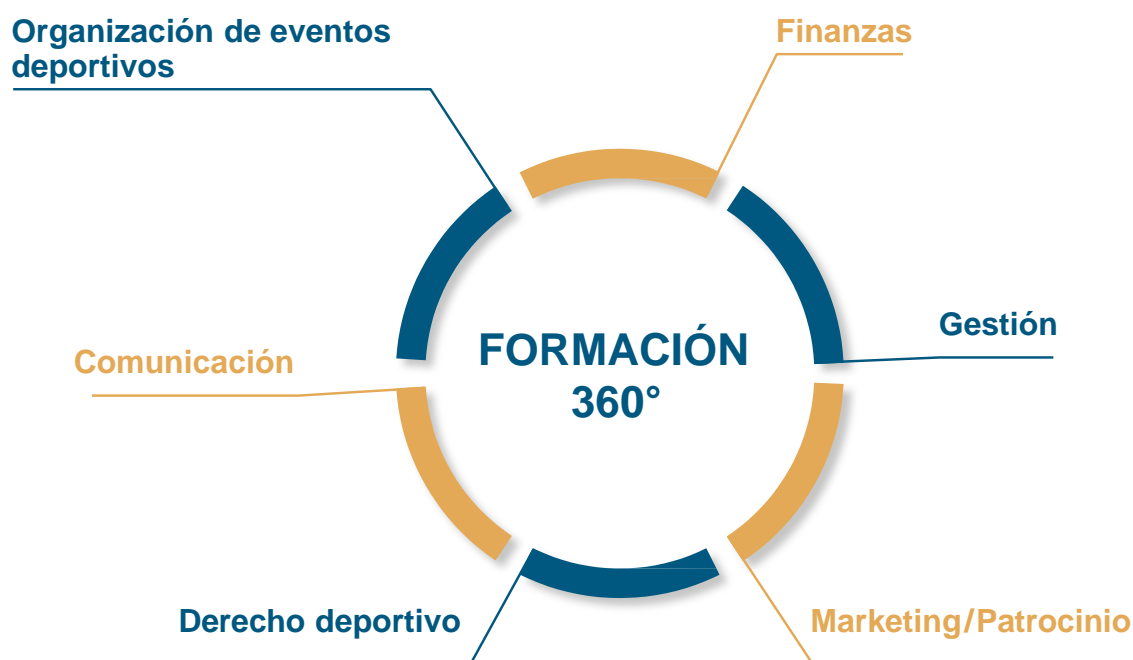 Organización de eventos
deportivos
Finanzas
Gestión
FORMACIÓN
360°
Comunicación
Derecho deportivo
Marketing/Patrocinio